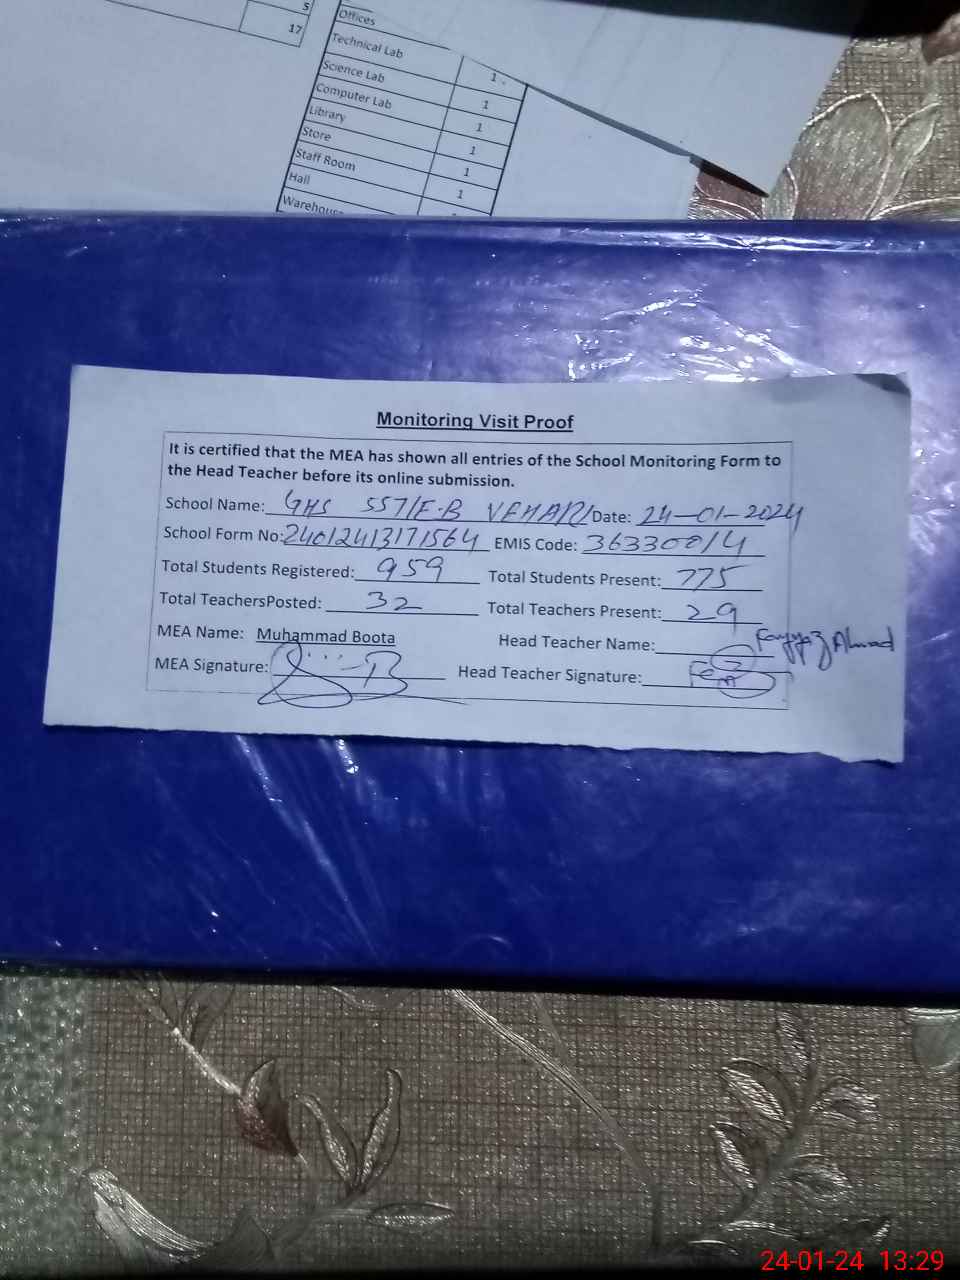 5
17
Offices
Technical Lab 1
Science Lab 1
Computer Lab 1
Library 1
Store 1
Staff Room 1
Hall
Warehouse
Monitoring Visit Proof
It is certified that the MEA has shown all entries of the School Monitoring Form to
the Head Teacher before its online submission.
School Name: GHS 557/E.B VEHARI Date: 24-01-2024
School Form No: 24012413171564 EMIS Code: 36330014
Total Students Registered: 959 Total Students Present: 775
Total TeachersPosted: 32 Total Teachers Present: 29
MEA Name: Muhammad Boota Head Teacher Name: Fayyaz Ahmad
MEA Signature: Head Teacher Signature:
24-01-24 13:29